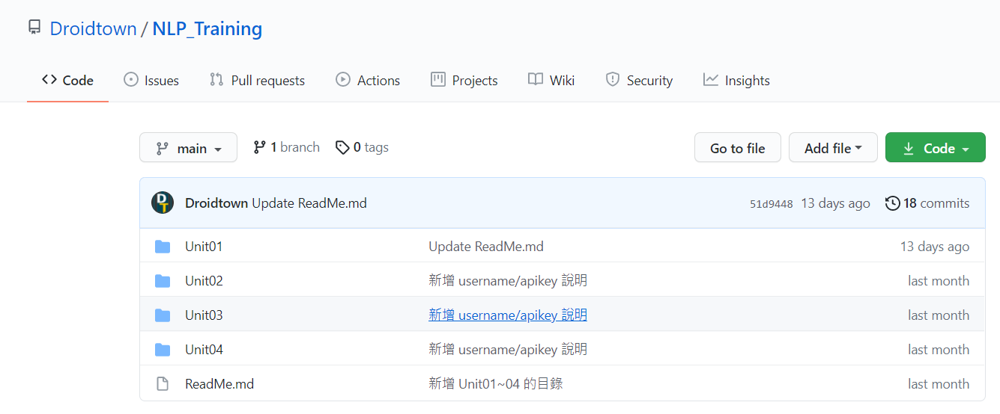 Droidtown / NLP_Training
Code Issues Pull requests Actions Projects Wiki Security Insights
main 1 branch 0 tags Go to file Add file Code
DT Droidtown Update ReadMe.md 51d9448 13 days ago 18 commits
Unit01 Update ReadMe.md 13 days ago
Unit02 新增 username/apikey 說明 last month
Unit03 新增 username/apikey 說明 last month
Unit04 新增 username/apikey 說明 last month
ReadMe.md 新增 Unit01~04 的目錄 last month